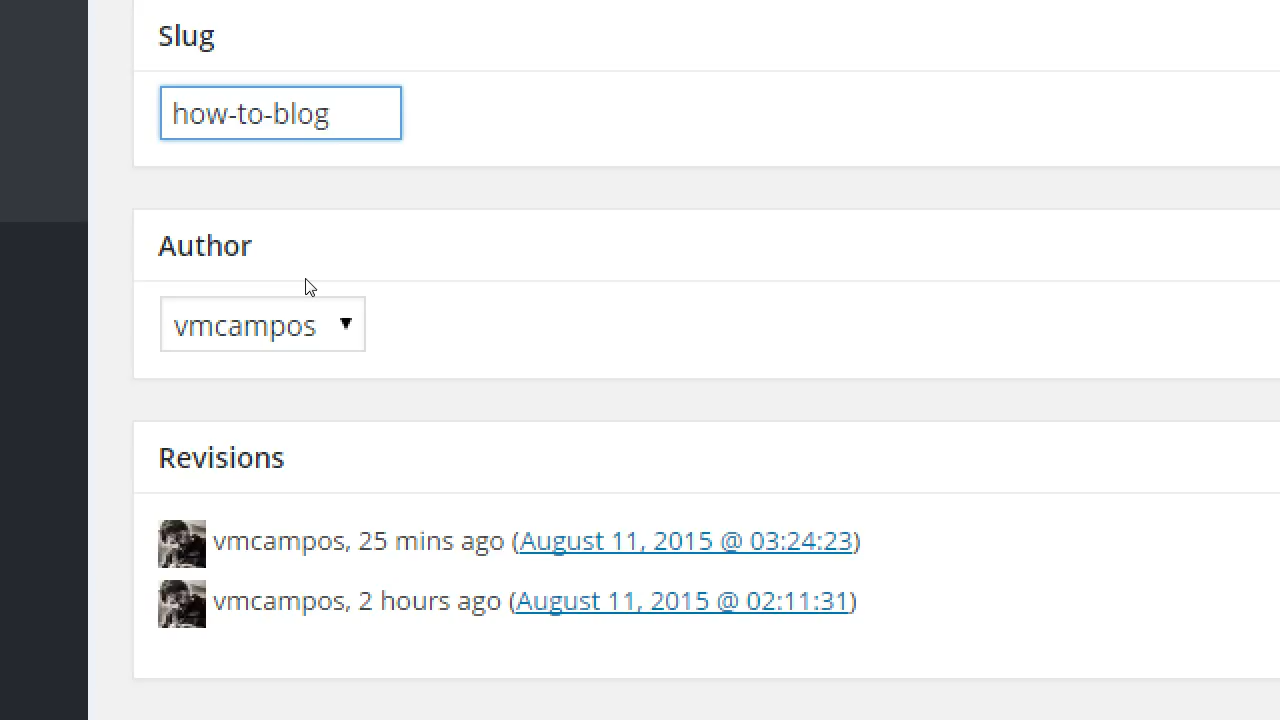 Slug
how-to-blog
Author
vmcampos
Revisions
vmcampos, 25 mins ago (August 11, 2015 @ 03:24:23)
vmcampos, 2 hours ago (August 11, 2015 @ 02:11:31)